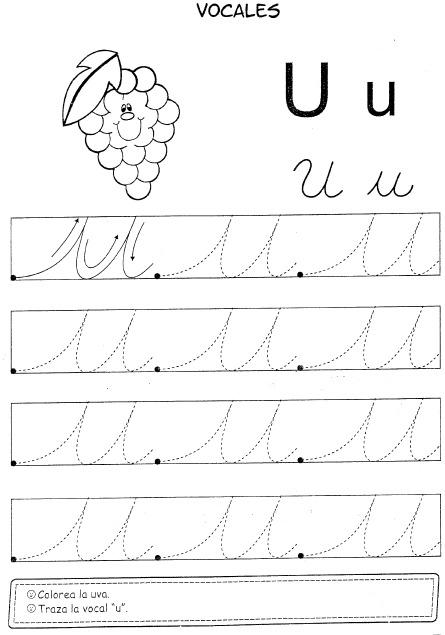 VOCALES
U u
U u
u u u
u u u
u u u
u u u
Colorea la uva.
Traza la vocal "u".